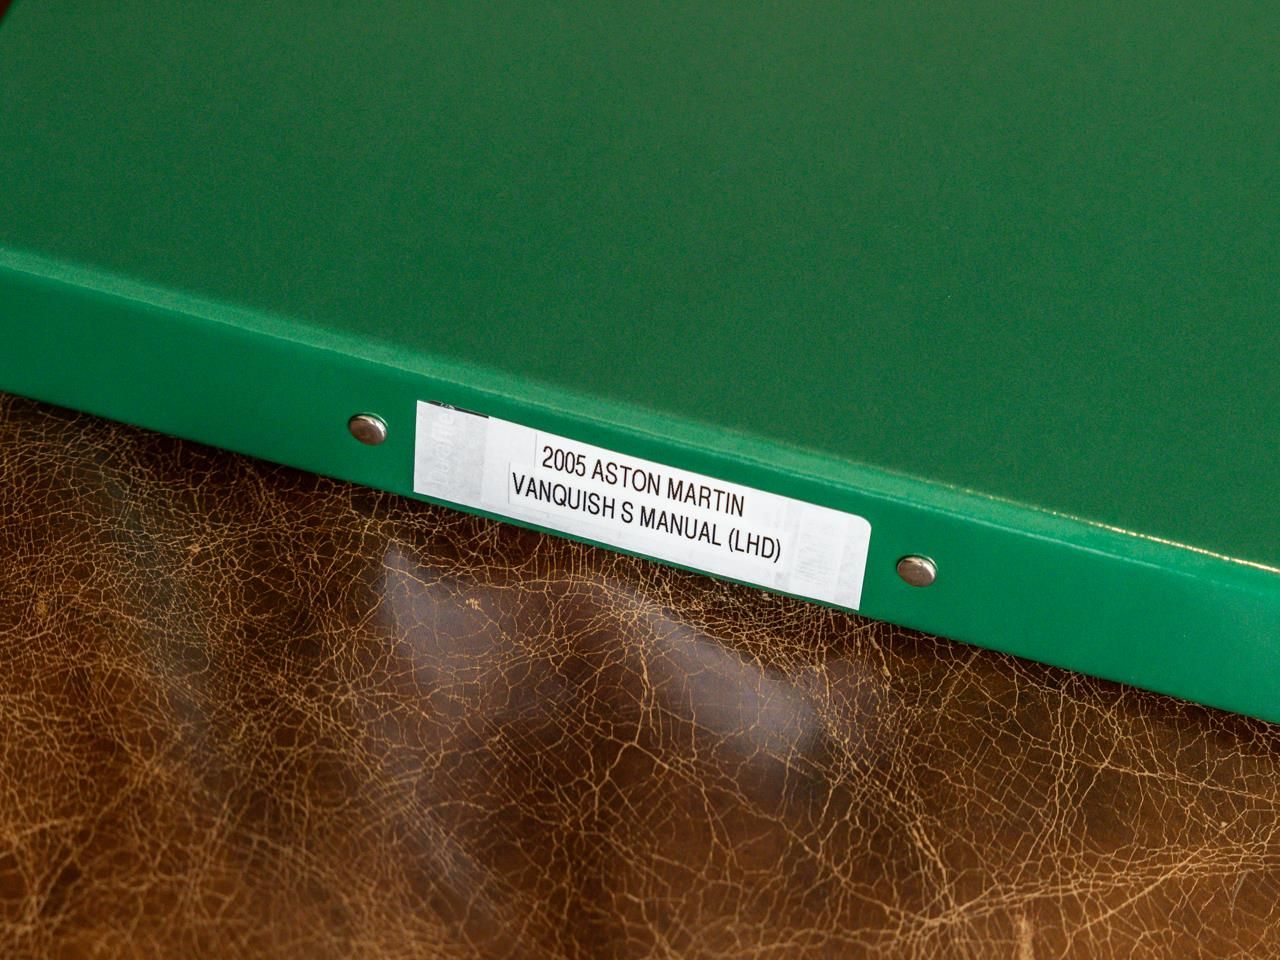 2005 ASTON MARTIN
VANQUISH S MANUAL (LHD)